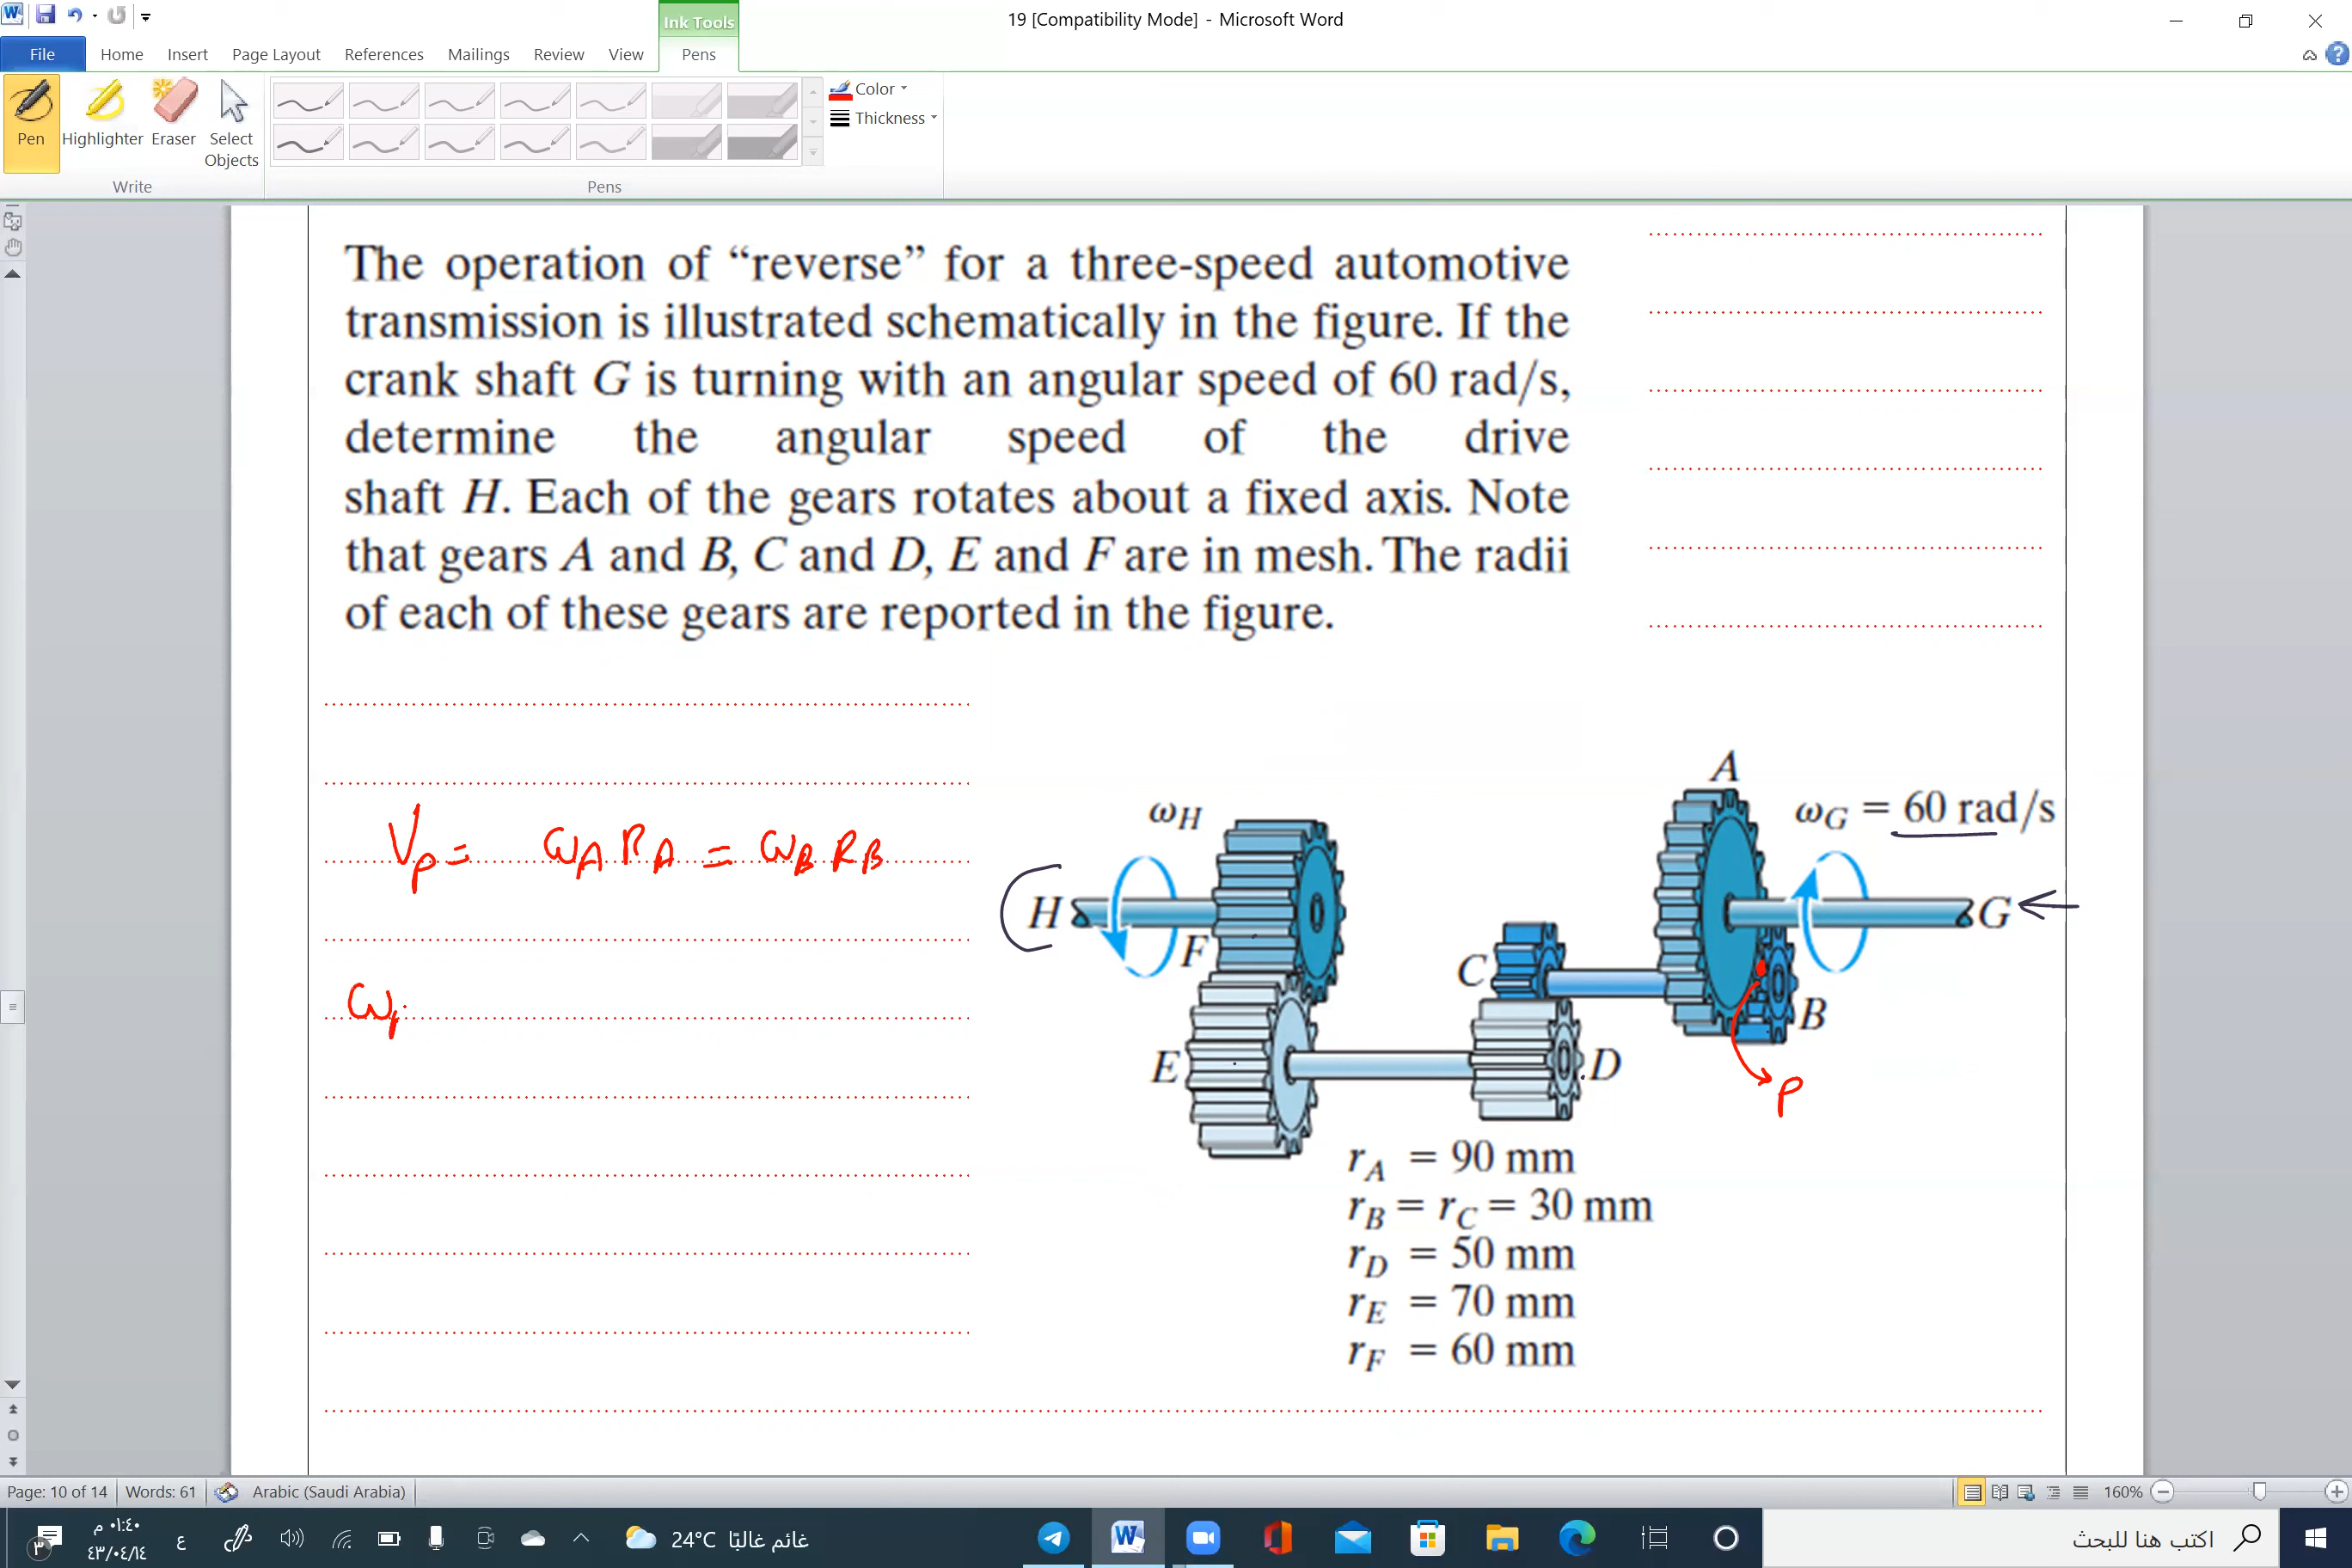 19 [Compatibility Mode] - Microsoft Word
Ink Tools
File Home Insert Page Layout References Mailings Review View Pens
Pen Highlighter Eraser Select Objects
Color
Thickness
Write
Pens
The operation of “reverse” for a three-speed automotive
transmission is illustrated schematically in the figure. If the
crank shaft G is turning with an angular speed of 60 rad/s,
determine the angular speed of the drive
shaft H. Each of the gears rotates about a fixed axis. Note
that gears A and B, C and D, E and F are in mesh. The radii
of each of these gears are reported in the figure.
A
ωH
ωG = 60 rad/s
Vp = ωA RA = ωB RB
H
G
F
C
ω
B
E
D
P
rA = 90 mm
rB = rC = 30 mm
rD = 50 mm
rE = 70 mm
rF = 60 mm
Page: 10 of 14 Words: 61 Arabic (Saudi Arabia) 160%
٠١:٤٠ م
٤٣/٠٤/١٤
٣
ع
24°C غائم غالبًا
اكتب هنا للبحث